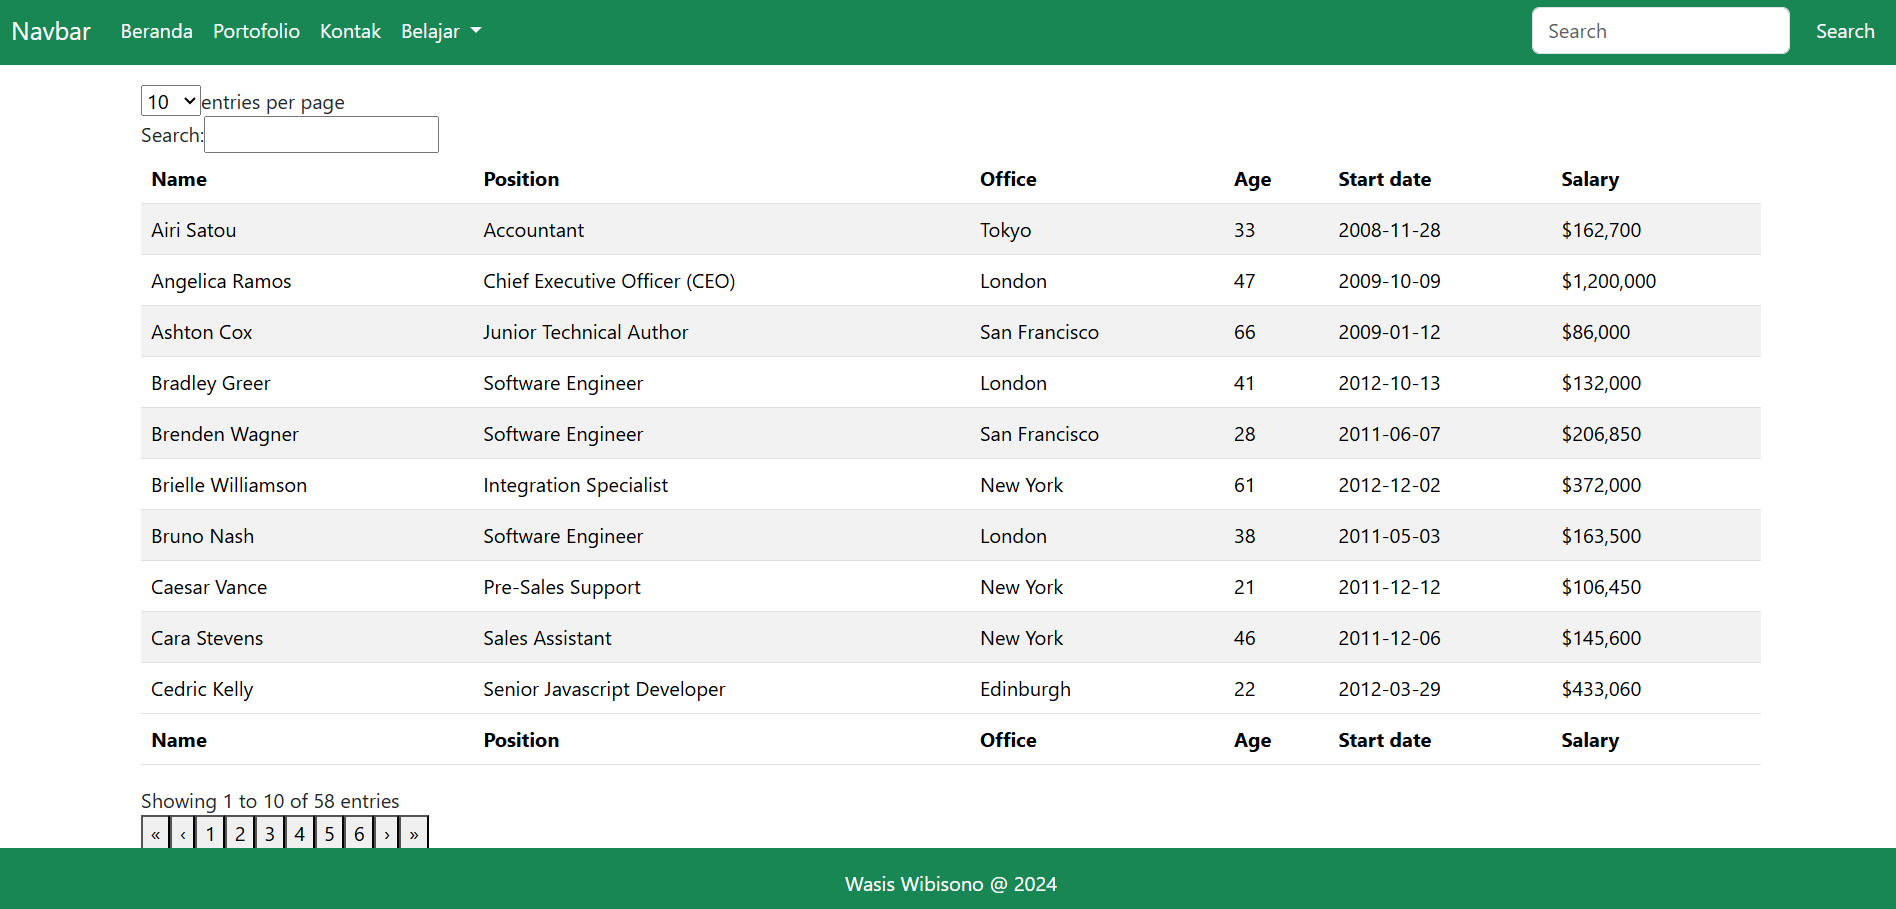 Navbar Beranda Portofolio Kontak Belajar Search Search
10 entries per page
Search:
Name Position Office Age Start date Salary
Airi Satou Accountant Tokyo 33 2008-11-28 $162,700
Angelica Ramos Chief Executive Officer (CEO) London 47 2009-10-09 $1,200,000
Ashton Cox Junior Technical Author San Francisco 66 2009-01-12 $86,000
Bradley Greer Software Engineer London 41 2012-10-13 $132,000
Brenden Wagner Software Engineer San Francisco 28 2011-06-07 $206,850
Brielle Williamson Integration Specialist New York 61 2012-12-02 $372,000
Bruno Nash Software Engineer London 38 2011-05-03 $163,500
Caesar Vance Pre-Sales Support New York 21 2011-12-12 $106,450
Cara Stevens Sales Assistant New York 46 2011-12-06 $145,600
Cedric Kelly Senior Javascript Developer Edinburgh 22 2012-03-29 $433,060
Name Position Office Age Start date Salary
Showing 1 to 10 of 58 entries
« ‹ 1 2 3 4 5 6 › »
Wasis Wibisono @ 2024